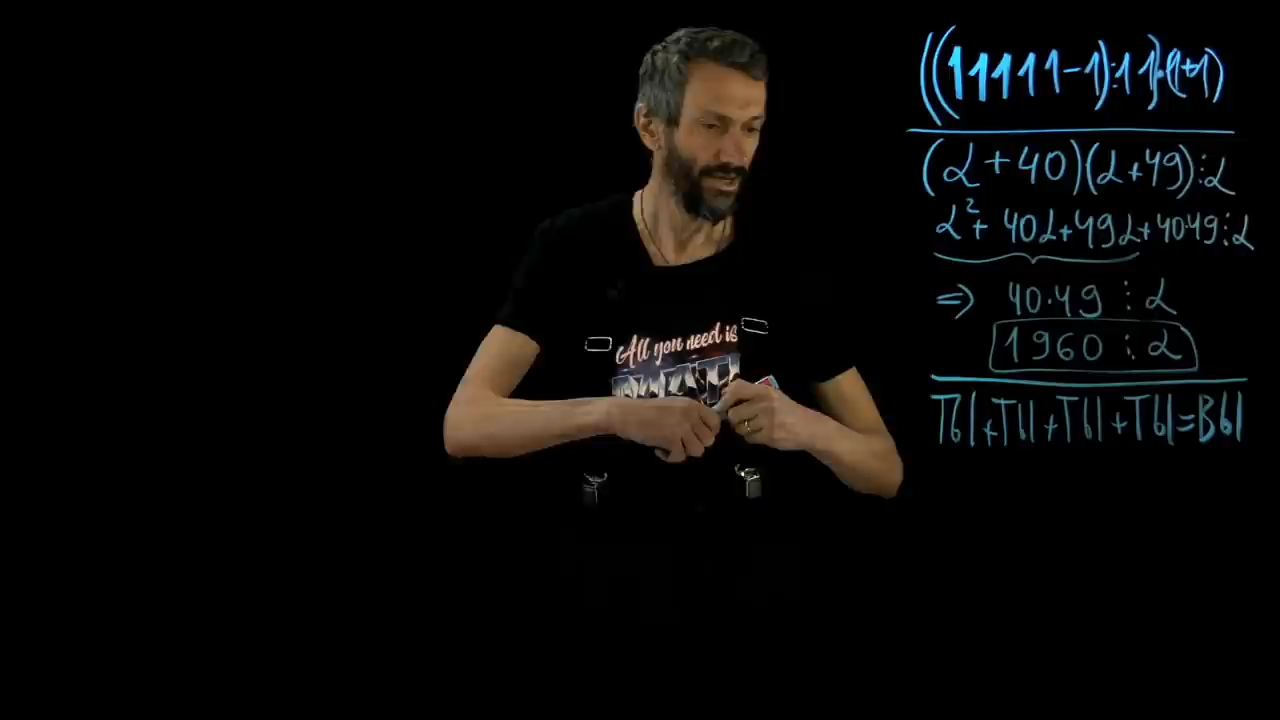 All you need is
((11111-1):11)·(1+1)
(α+40)(α+49)⋮α
α²+40α+49α+40·49⋮α
⇒ 40·49 ⋮ α
1960 ⋮ α
ТЫ+ТЫ+ТЫ+ТЫ=ВЫ